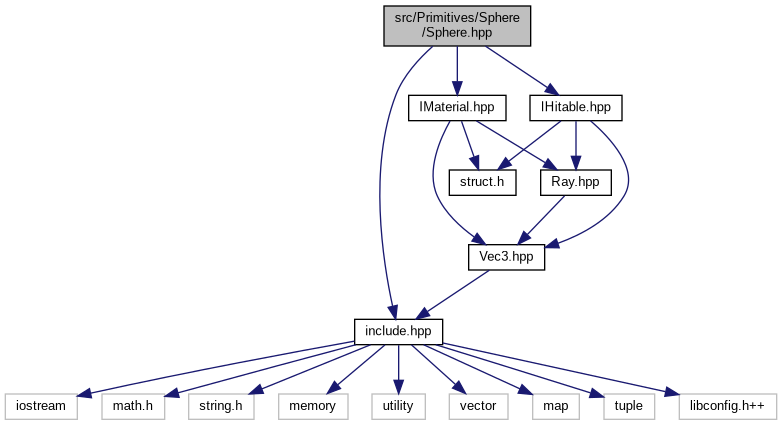 src/Primitives/Sphere
/Sphere.hpp
IMaterial.hpp
IHitable.hpp
struct.h
Ray.hpp
Vec3.hpp
include.hpp
iostream
math.h
string.h
memory
utility
vector
map
tuple
libconfig.h++